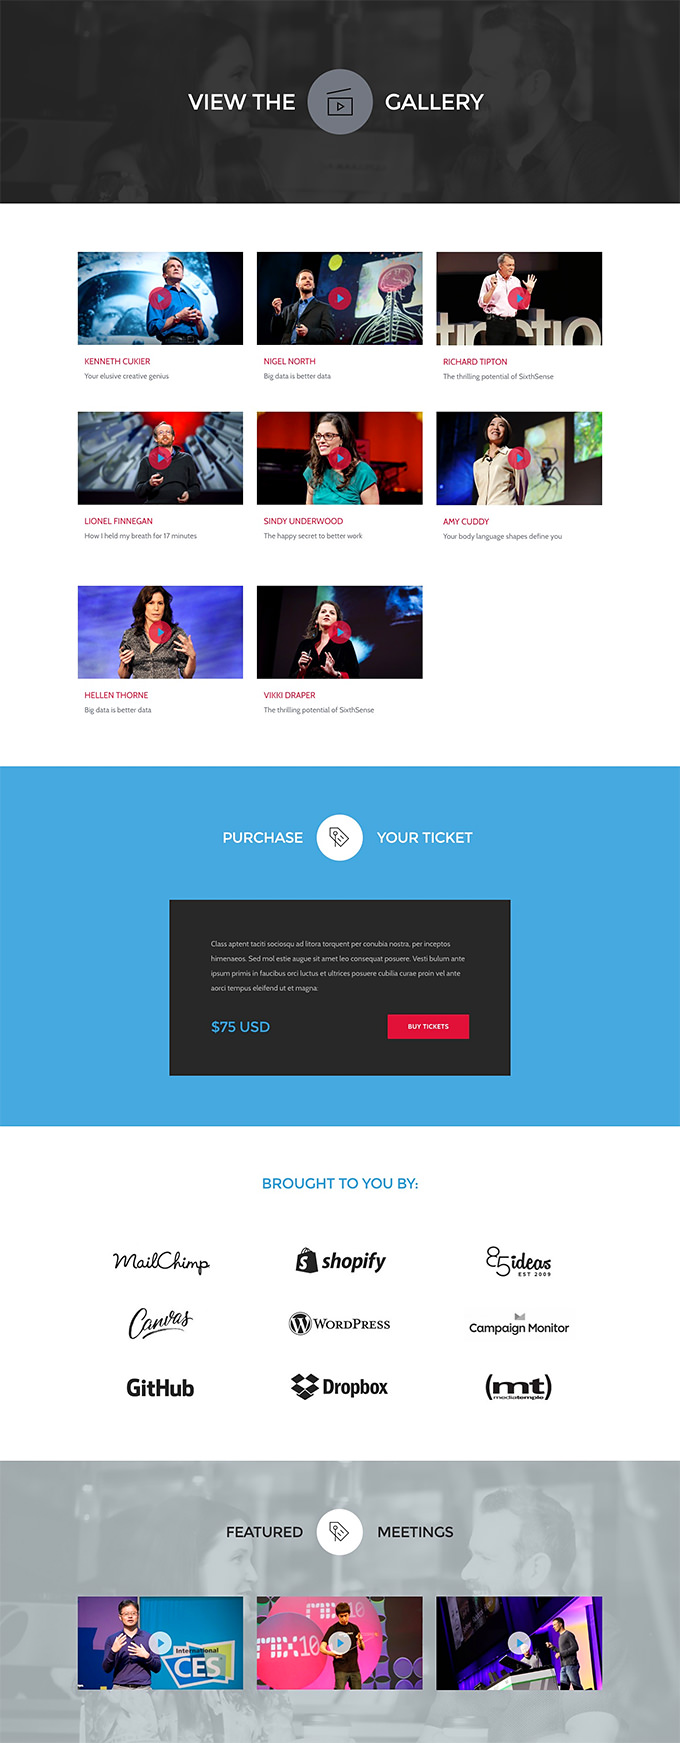 VIEW THE GALLERY
tinctio
KENNETH CUKIER
Your elusive creative genius
NIGEL NORTH
Big data is better data
RICHARD TIPTON
The thrilling potential of SixthSense
LIONEL FINNEGAN
How I held my breath for 17 minutes
SINDY UNDERWOOD
The happy secret to better work
AMY CUDDY
Your body language shapes define you
HELLEN THORNE
Big data is better data
VIKKI DRAPER
The thrilling potential of SixthSense
PURCHASE YOUR TICKET
Class aptent taciti sociosqu ad litora torquent per conubia nostra, per inceptos
himenaeos. Sed mol estie augue sit amet leo consequat posuere. Vesti bulum ante
ipsum primis in faucibus orci luctus et ultrices posuere cubilia curae proin vel ante
aorci tempus eleifend ut et magna:
$75 USD
BUY TICKETS
BROUGHT TO YOU BY:
MailChimp
shopify
85ideas
EST 2009
Canvas
WORDPRESS
Campaign Monitor
GitHub
Dropbox
(mt)
mediatemple
FEATURED MEETINGS
International
CES
MIX10